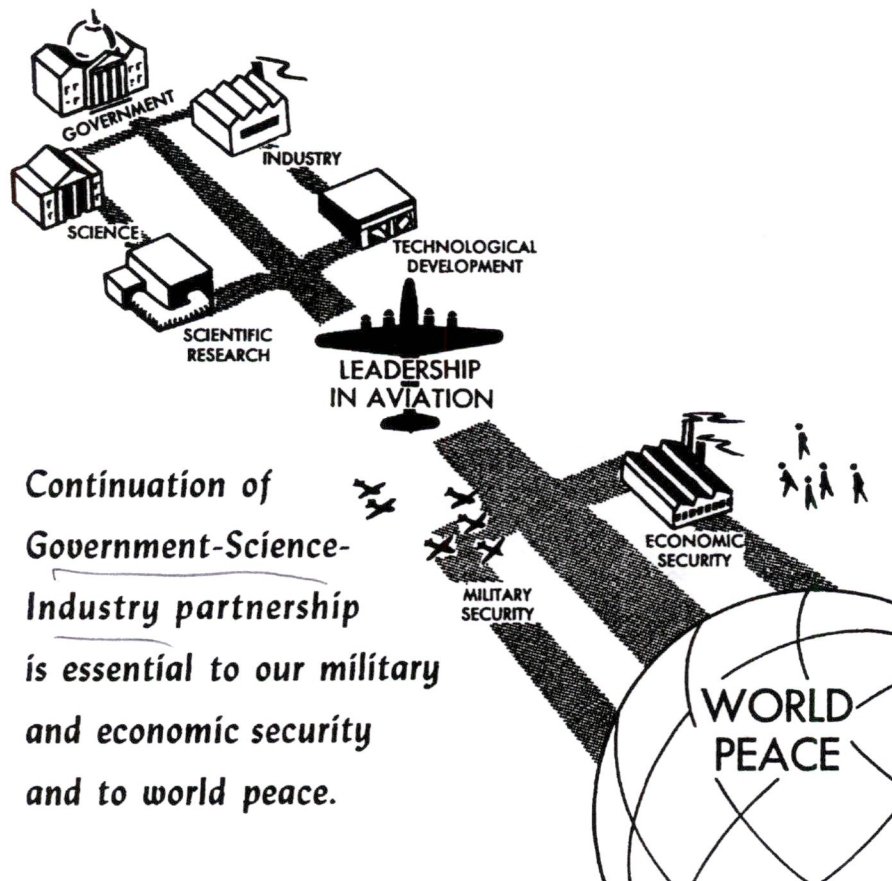 GOVERNMENT
INDUSTRY
SCIENCE
TECHNOLOGICAL
DEVELOPMENT
SCIENTIFIC
RESEARCH
LEADERSHIP
IN AVIATION
Continuation of
Government-Science-
Industry partnership
is essential to our military
and economic security
and to world peace.
ECONOMIC
SECURITY
MILITARY
SECURITY
WORLD
PEACE